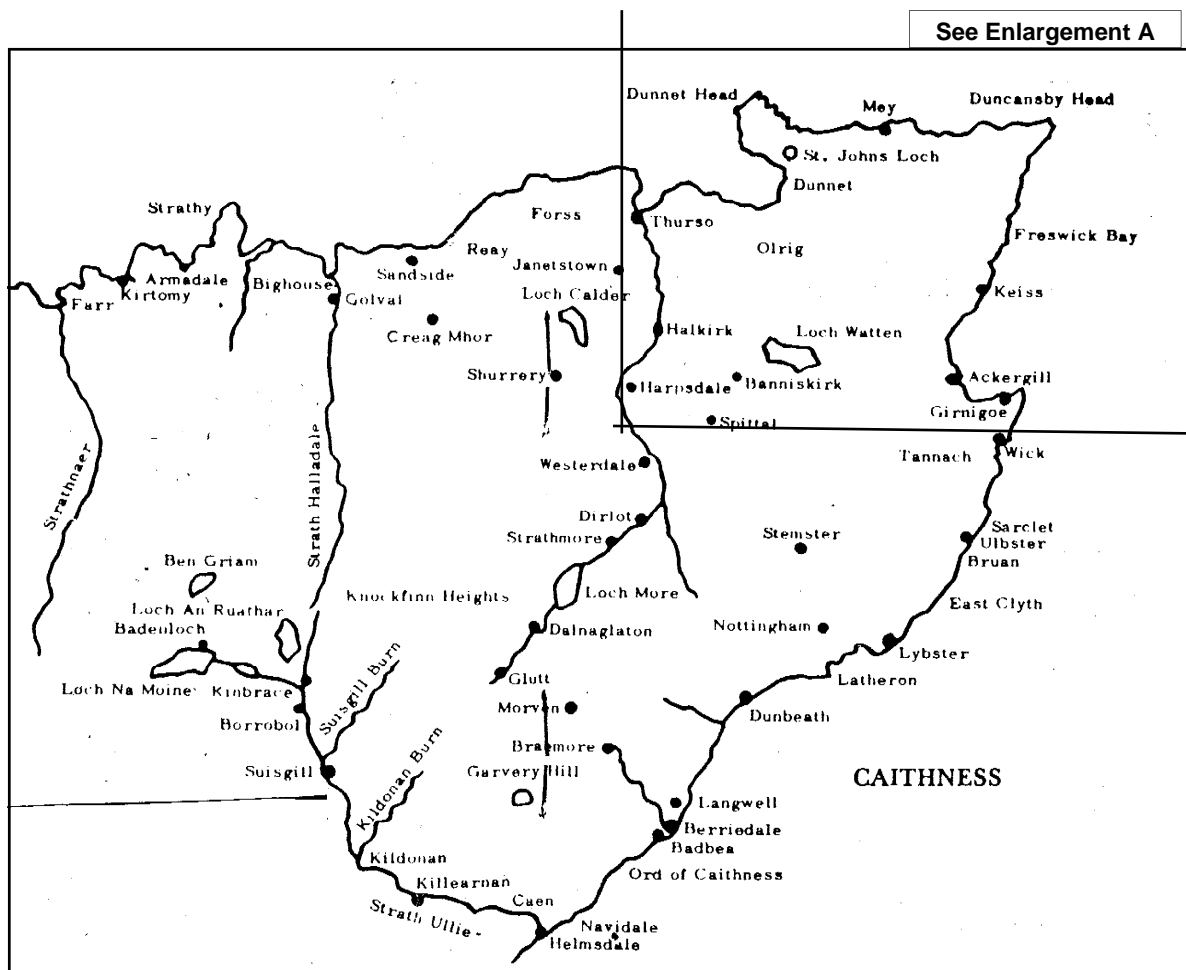 See Enlargement A
Dunnet Head
Mey
Duncansby Head
St. Johns Loch
Dunnet
Strathy
Forss
Thurso
Olrig
Freswick Bay
Reay
Sandside
Janetstown
Armadale
Kirtomy
Bighouse
Farr
Golval
Loch Calder
Keiss
Creag Mhor
Halkirk
Loch Watten
Shurrery
Harpsdale
Banniskirk
Ackergill
Girnigoe
Spittal
Strathnaer
Strath Halladale
Westerdale
Tannach
Wick
Dirlot
Strathmore
Stemster
Sarclet
Ulbster
Bruan
Ben Griam
Knockfinn Heights
Loch More
East Clyth
Loch An Ruathar
Badenloch
Dalnaglaton
Nottingham
Lybster
Loch Na Moine
Kinbrace
Suisgill Burn
Glutt
Latheron
Borrobol
Morven
Dunbeath
Braemore
Suisgill
Kildonan Burn
Garvery Hill
CAITHNESS
Langwell
Berriedale
Badbea
Kildonan
Ord of Caithness
Killearnan
Caen
Strath Ullie
Navidale
Helmsdale